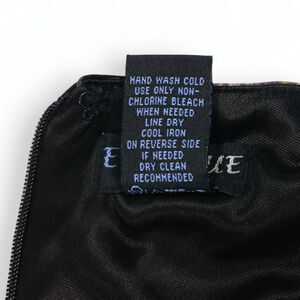 HAND WASH COLD
USE ONLY NON-
CHLORINE BLEACH
WHEN NEEDED
LINE DRY
COOL IRON
ON REVERSE SIDE
IF NEEDED
DRY CLEAN
RECOMMENDED